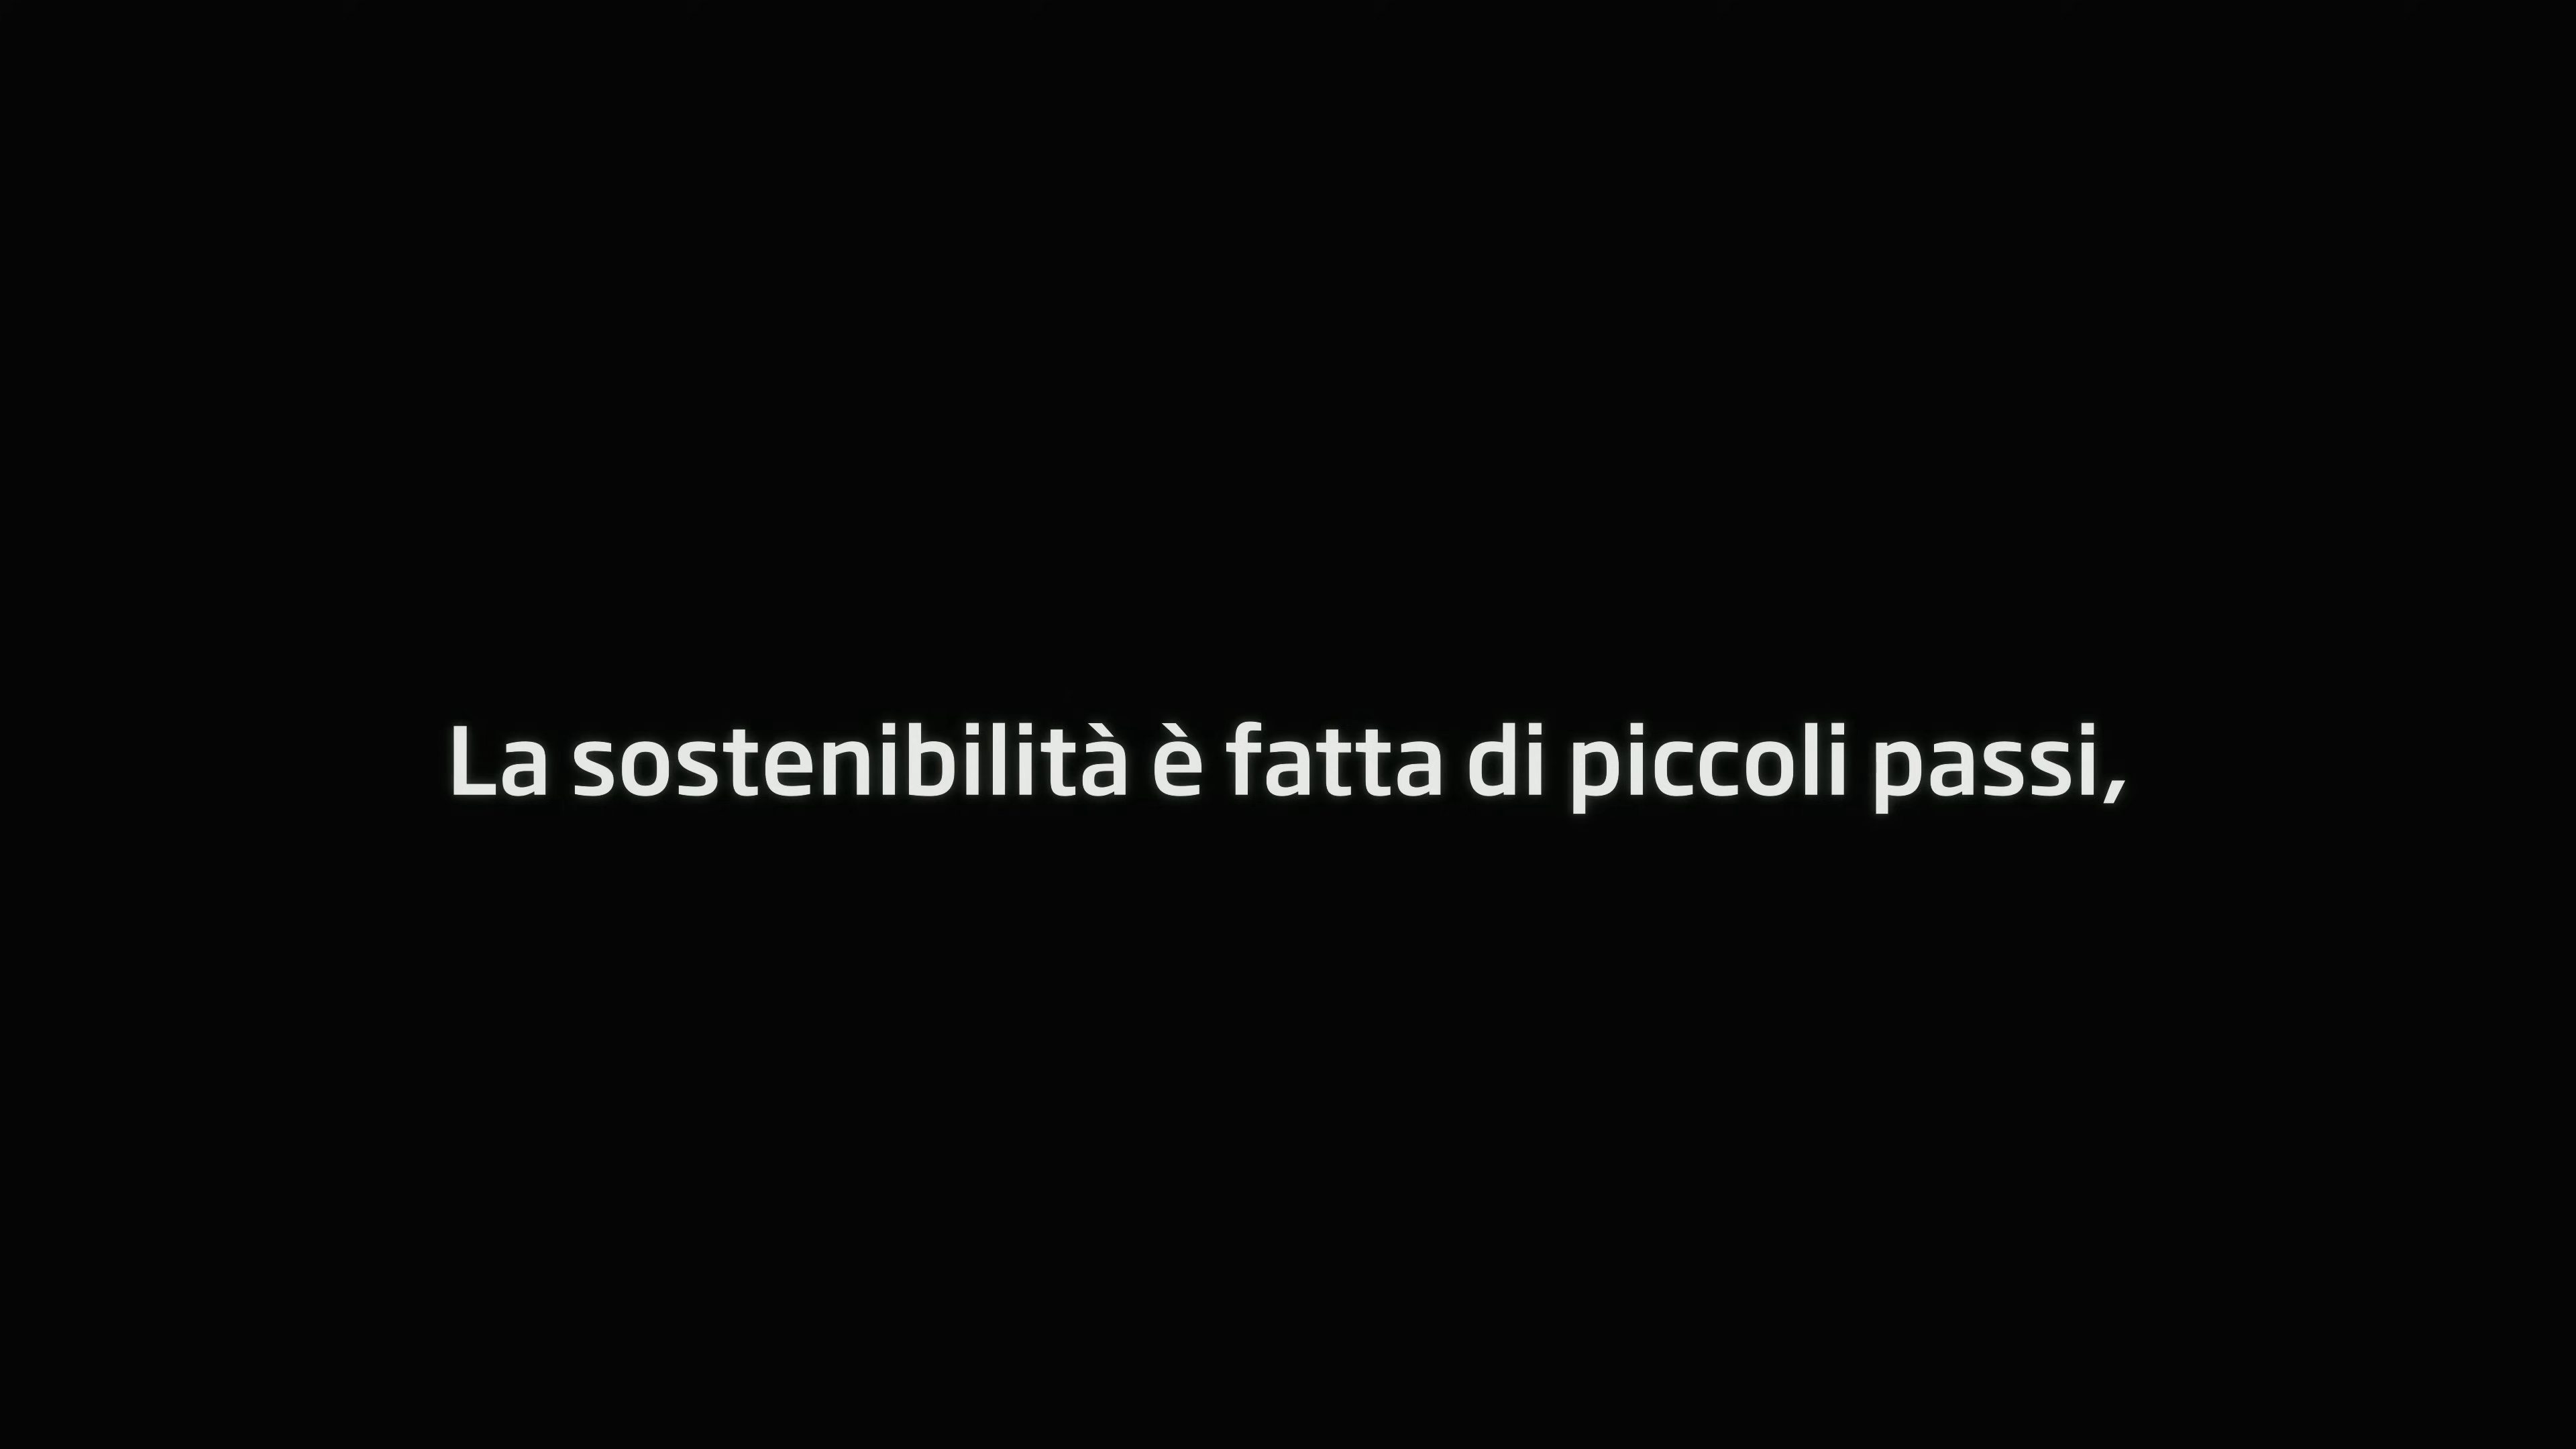 La sostenibilità è fatta di piccoli passi,